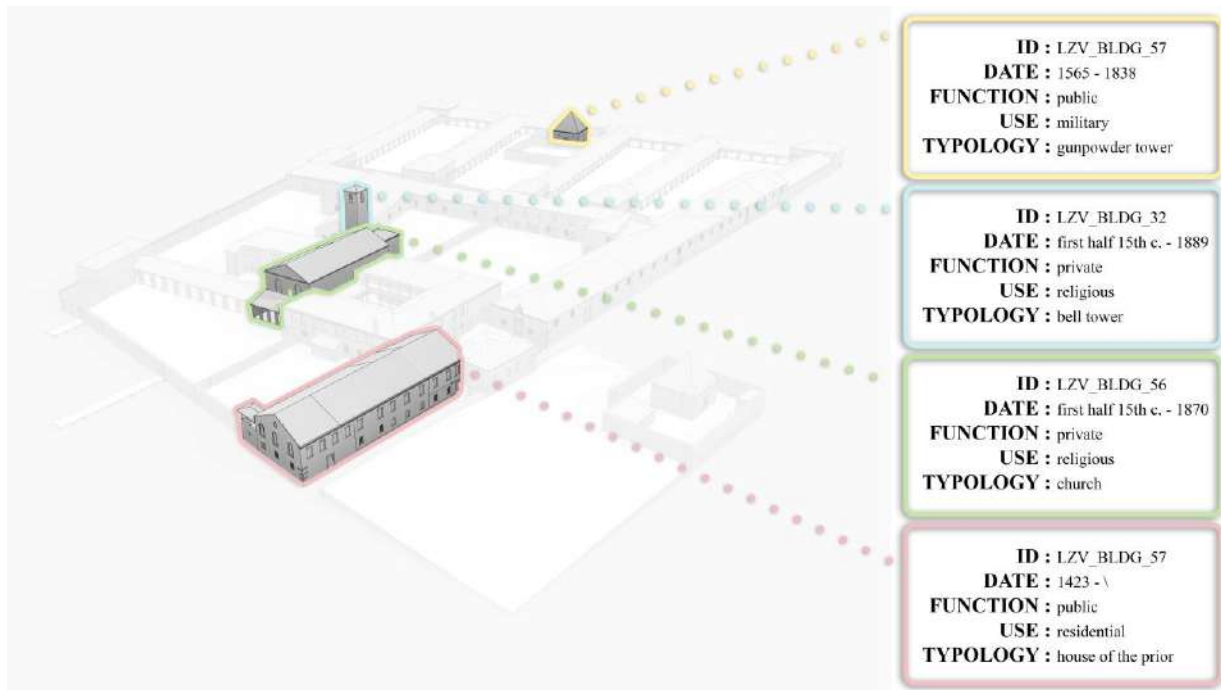 ID : LZV_BLDG_57
DATE : 1565 - 1838
FUNCTION : public
USE : military
TYPOLOGY : gunpowder tower
ID : LZV_BLDG_32
DATE : first half 15th c. - 1889
FUNCTION : private
USE : religious
TYPOLOGY : bell tower
ID : LZV_BLDG_56
DATE : first half 15th c. - 1870
FUNCTION : private
USE : religious
TYPOLOGY : church
ID : LZV_BLDG_57
DATE : 1423 - \
FUNCTION : public
USE : residential
TYPOLOGY : house of the prior